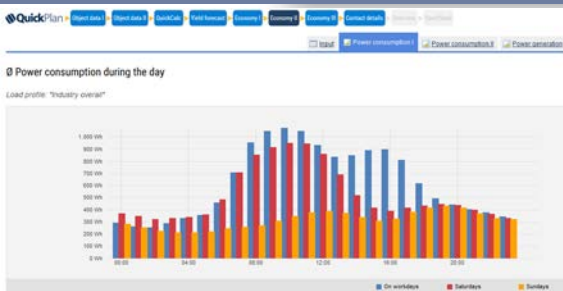 QuickPlan Object data I Object data II QuickCalc Yield forecast Economy I Economy II Economy III Contact details
Input Power consumption I Power consumption II Power generation
Ø Power consumption during the day
Load profile: "Industry overall"
1.000 Wh
900 Wh
800 Wh
700 Wh
600 Wh
500 Wh
400 Wh
300 Wh
200 Wh
100 Wh
0 Wh
00:00 04:00 08:00 12:00 16:00 20:00
On workdays Saturdays Sundays